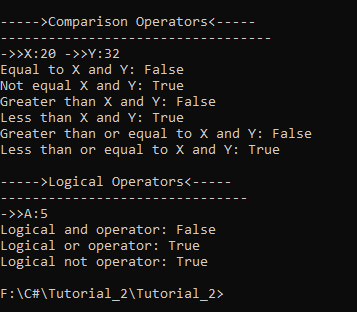 ----->Comparison Operators<-----
----------------------------------
->>X:20 ->>Y:32
Equal to X and Y: False
Not equal X and Y: True
Greater than X and Y: False
Less than X and Y: True
Greater than or equal to X and Y: False
Less than or equal to X and Y: True
----->Logical Operators<-----
-------------------------------
->>A:5
Logical and operator: False
Logical or operator: True
Logical not operator: True
F:\C#\Tutorial_2\Tutorial_2>